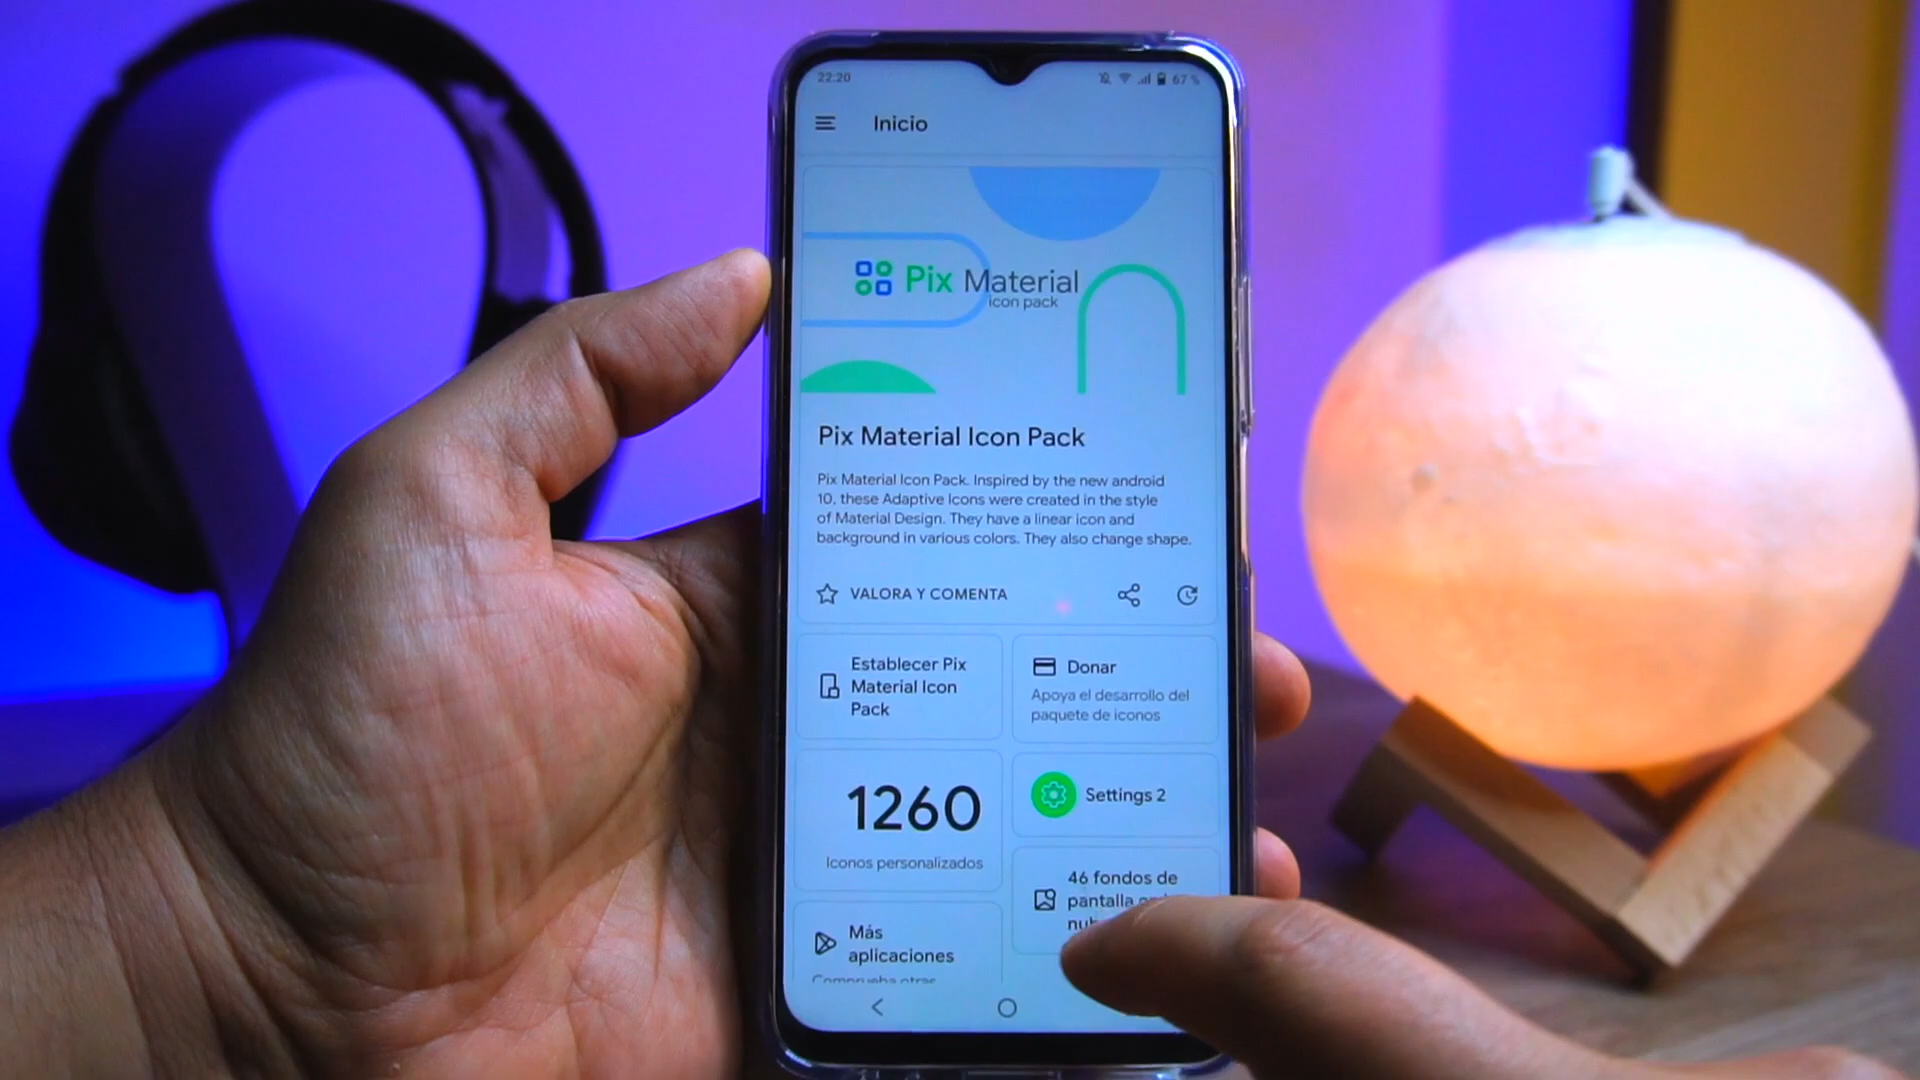 22:20
67 %
Inicio
Pix Material
icon pack
Pix Material Icon Pack
Pix Material Icon Pack. Inspired by the new android
10, these Adaptive Icons were created in the style
of Material Design. They have a linear icon and
background in various colors. They also change shape.
VALORA Y COMENTA
Establecer Pix
Material Icon
Pack
Donar
Apoya el desarrollo del
paquete de iconos
1260
Iconos personalizados
Settings 2
46 fondos de
pantalla
Más
aplicaciones
Comprueba otras